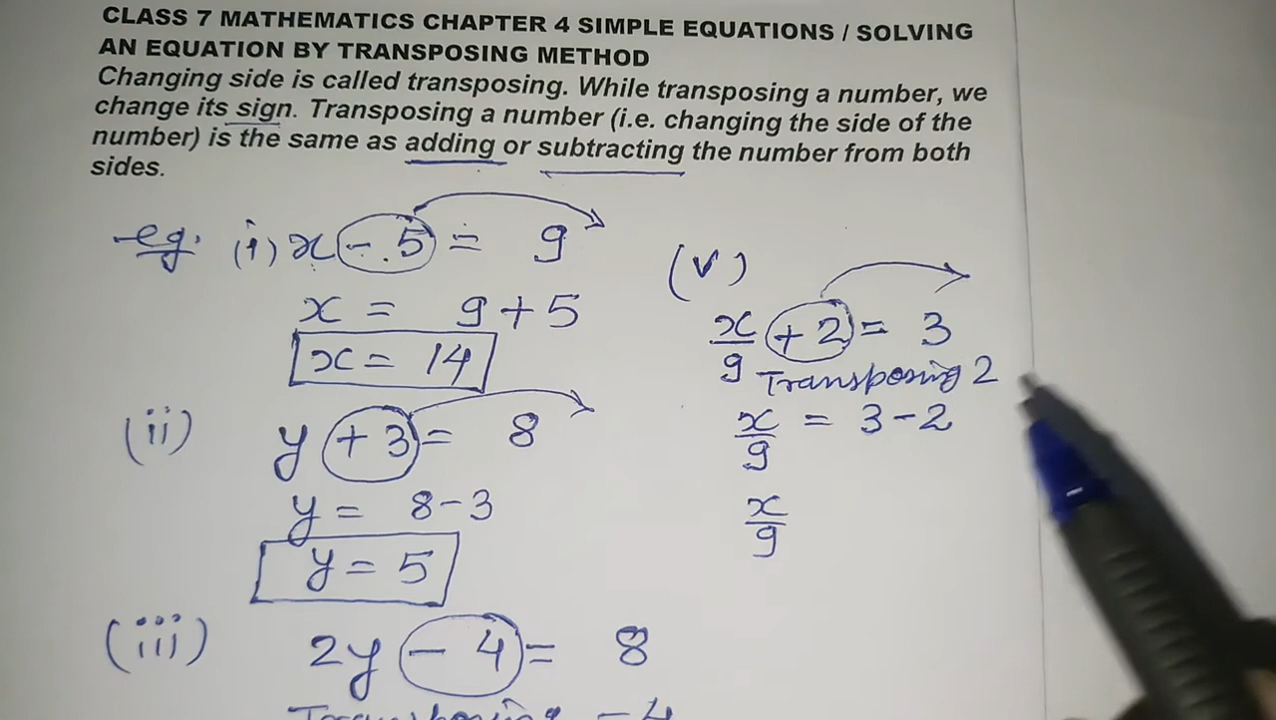 CLASS 7 MATHEMATICS CHAPTER 4 SIMPLE EQUATIONS / SOLVING
AN EQUATION BY TRANSPOSING METHOD
Changing side is called transposing. While transposing a number, we
change its sign. Transposing a number (i.e. changing the side of the
number) is the same as adding or subtracting the number from both
sides.
eg. (i) x - 5 = 9
x = 9 + 5
x = 14
(ii) y + 3 = 8
y = 8 - 3
y = 5
(iii) 2y - 4 = 8
Transposing - 4
(v)
x/9 + 2 = 3
Transposing 2
x/9 = 3 - 2
x/9